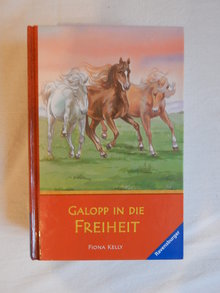 GALOPP IN DIE
FREIHEIT
FIONA KELLY
Ravensburger